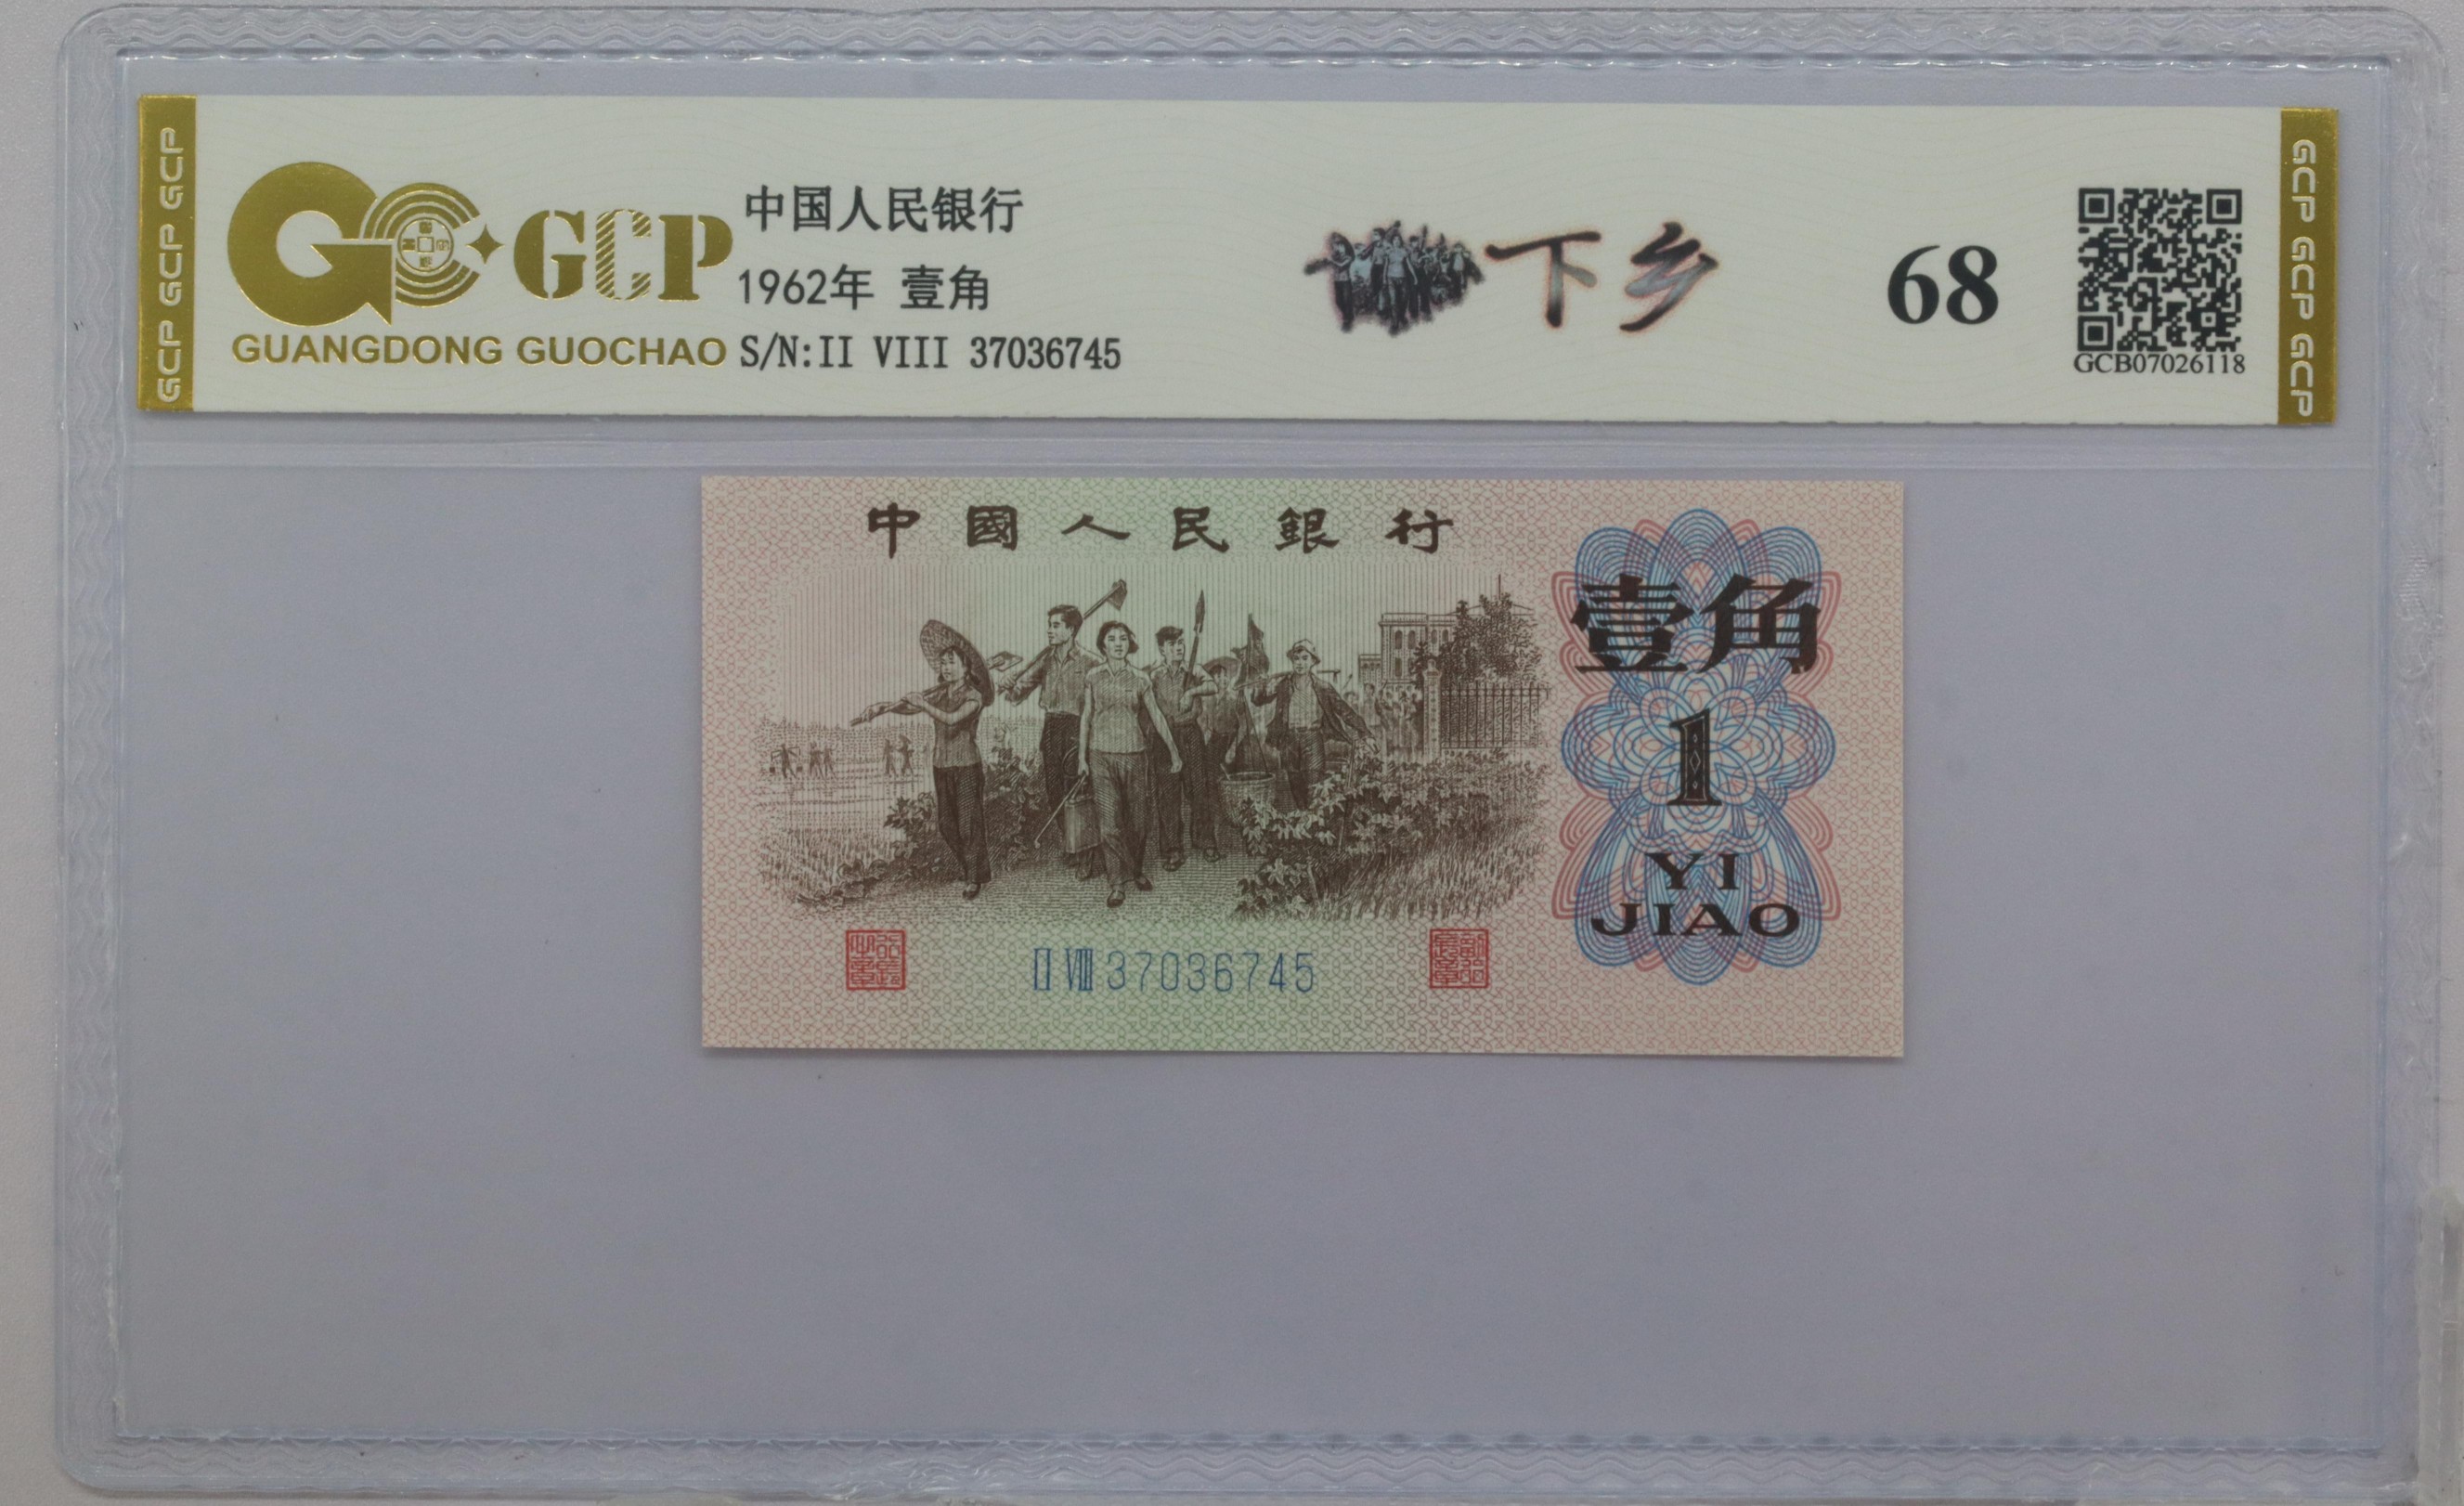 GCP GCP GCP
GCP
GUANGDONG GUOCHAO
中国人民银行
1962年 壹角
S/N:II VIII 37036745
下乡
68
GCB07026118
GCP GCP GCP
中國人民銀行
壹角
1
YI
JIAO
II VIII 37036745